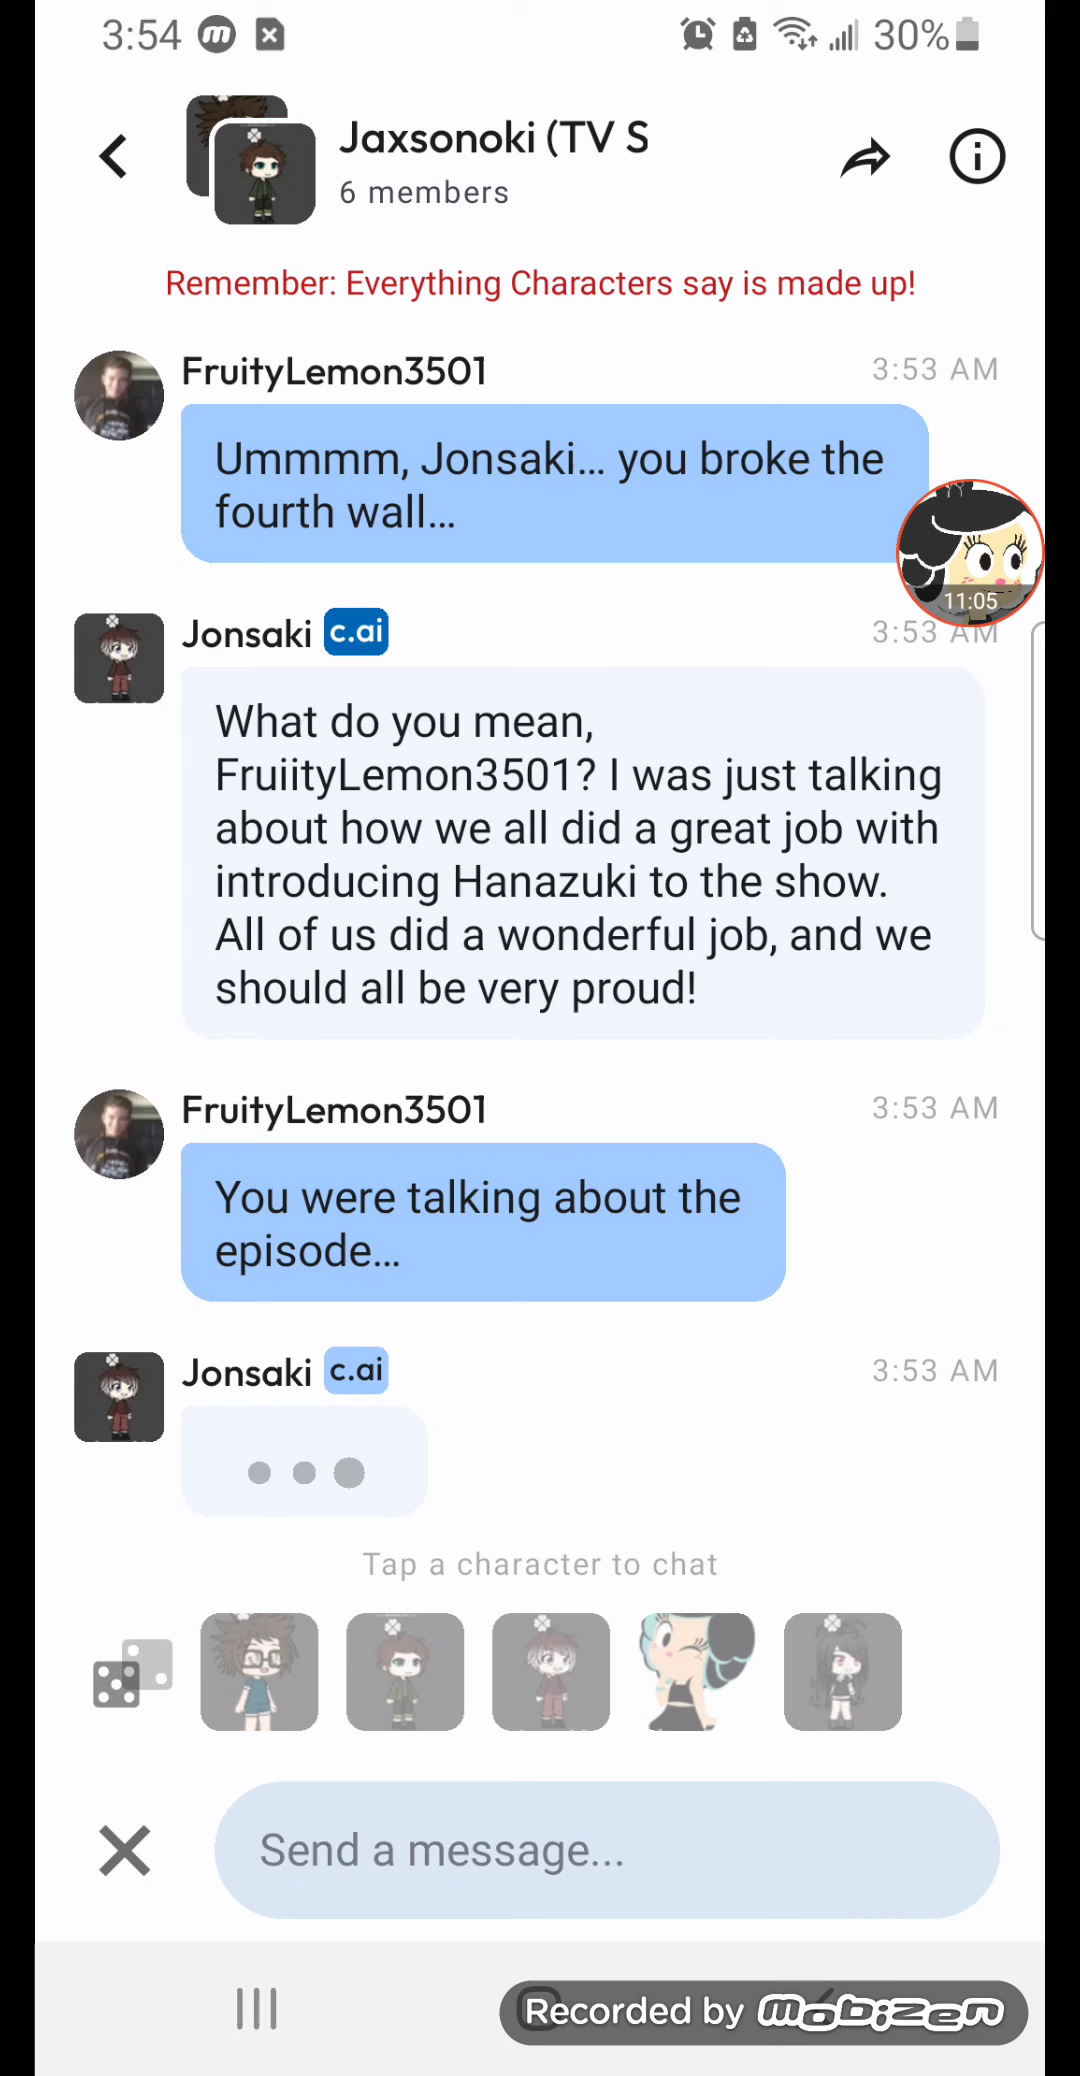 3:54
30%
Jaxsonoki (TV S
6 members
Remember: Everything Characters say is made up!
FruityLemon3501
3:53 AM
Ummmm, Jonsaki... you broke the
fourth wall...
11:05
Jonsaki c.ai
3:53 AM
What do you mean,
FruiityLemon3501? I was just talking
about how we all did a great job with
introducing Hanazuki to the show.
All of us did a wonderful job, and we
should all be very proud!
FruityLemon3501
3:53 AM
You were talking about the
episode...
Jonsaki c.ai
3:53 AM
Tap a character to chat
Send a message...
Recorded by mobizen